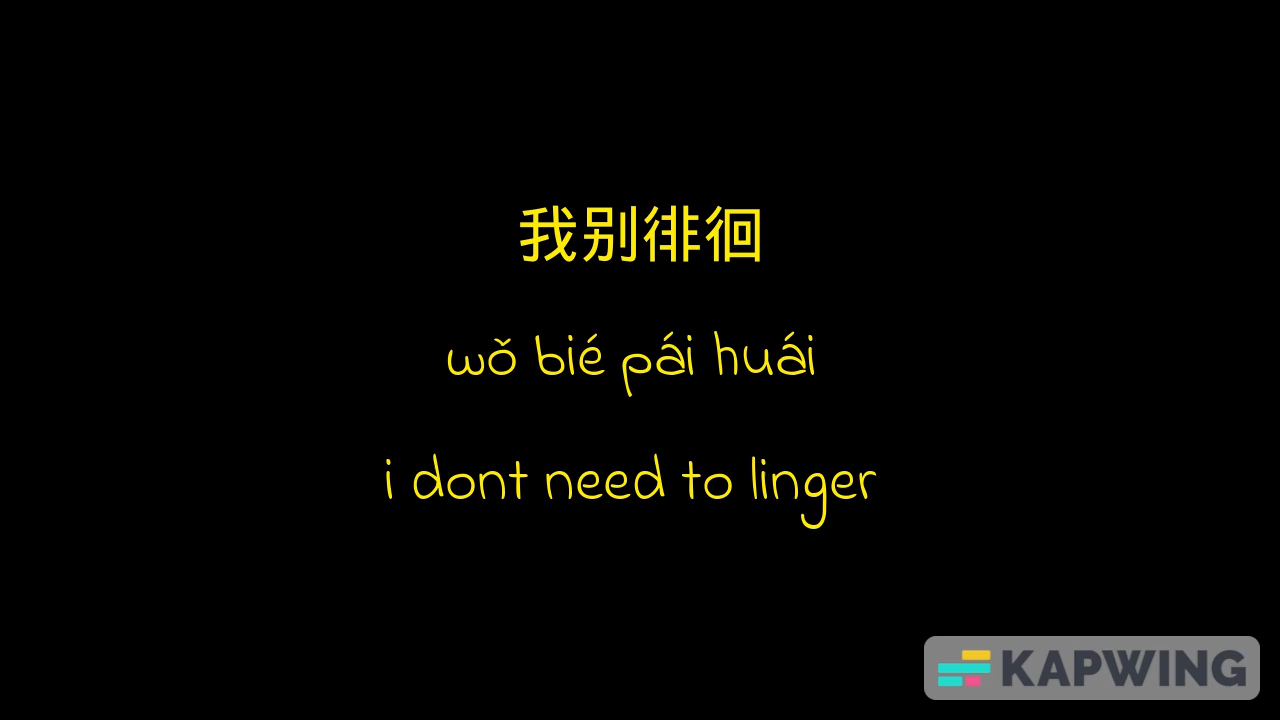 我别徘徊
wǒ bié pái huái
i dont need to linger
KAPWING